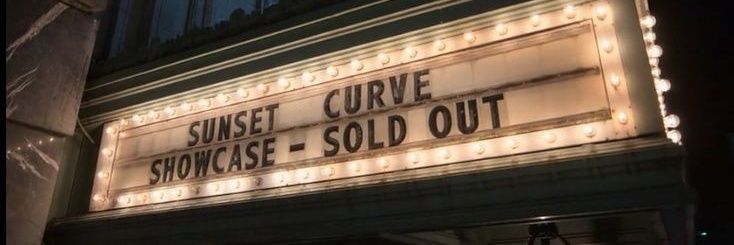 SUNSET CURVE
SHOWCASE - SOLD OUT